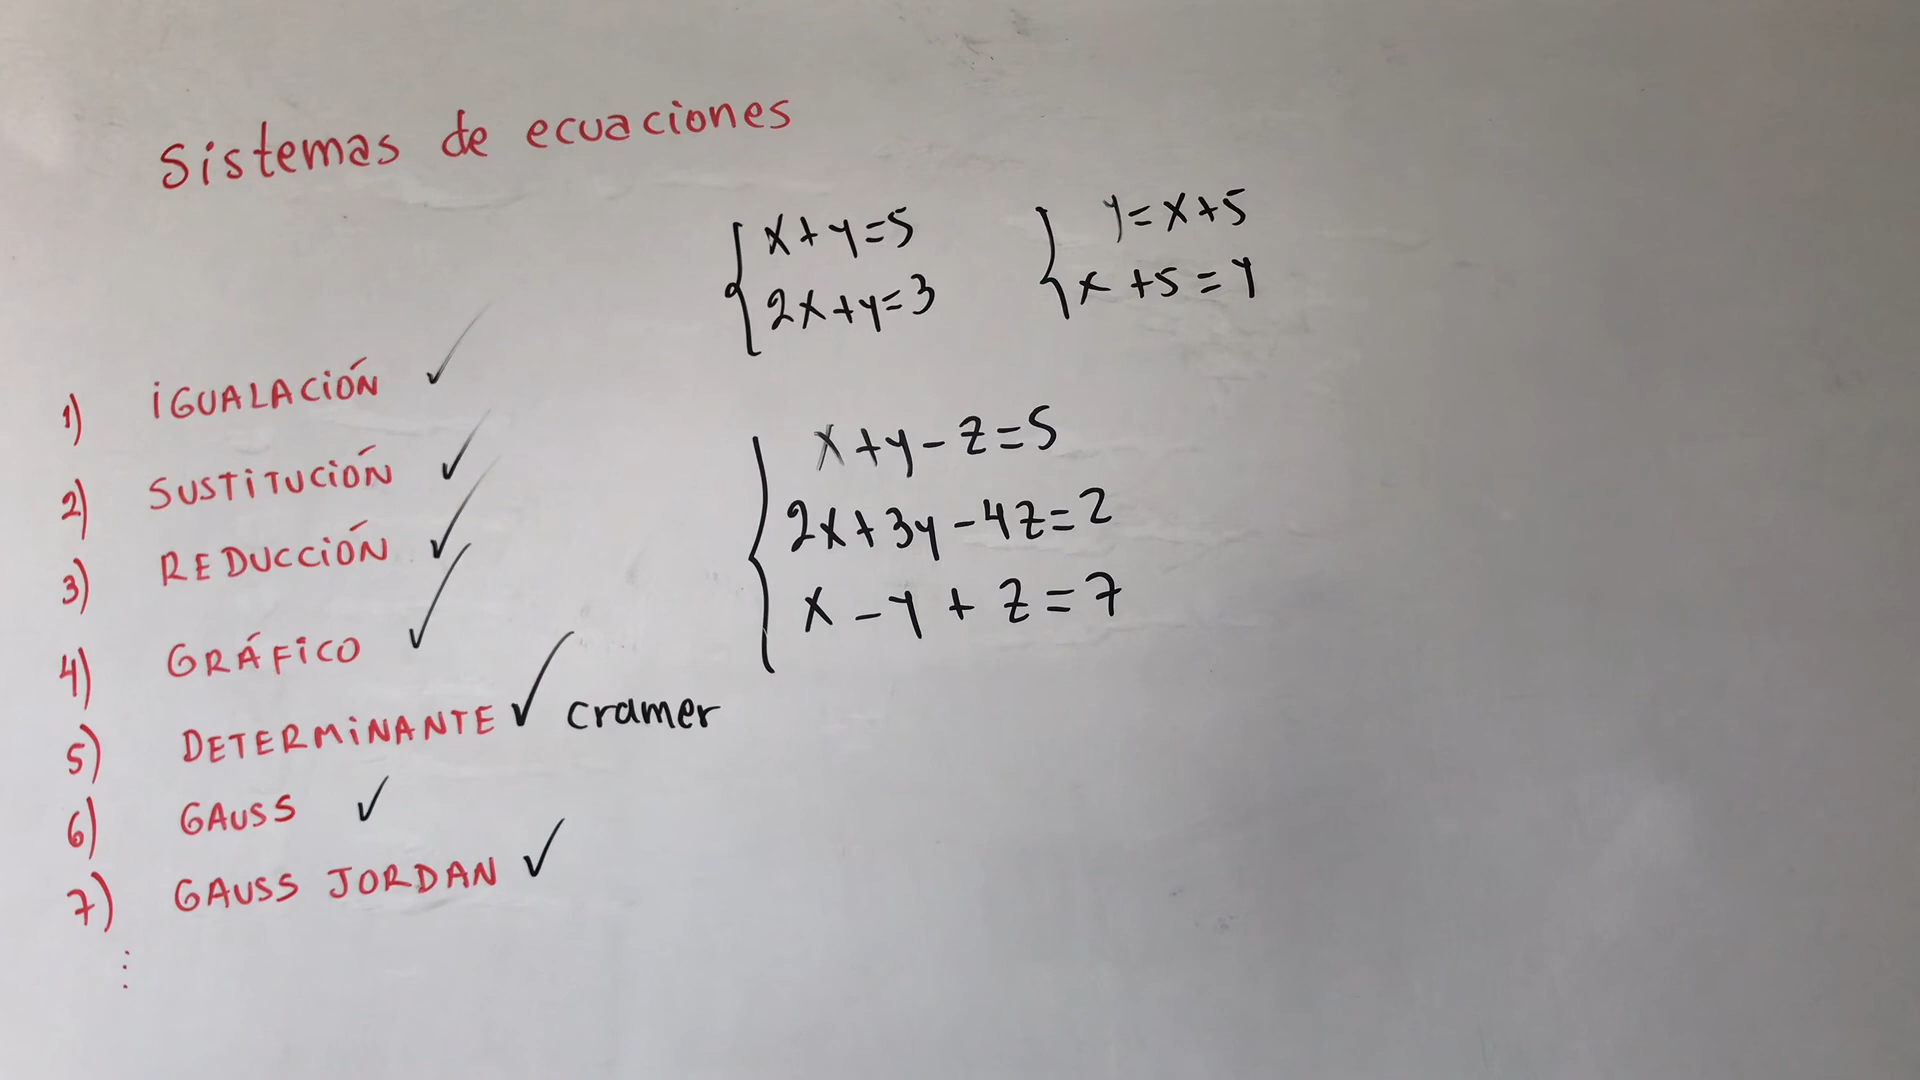 Sistemas de ecuaciones
x+y=5
2x+y=3
y=x+5
x+5=y
1) iGUALACiÓN ✓
2) SUSTiTUCiÓN ✓
3) REDUCCiÓN ✓
4) GRÁFiCO ✓
5) DETERMiNANTE ✓ cramer
6) GAUSS ✓
7) GAUSS JORDAN ✓
⋮
x+y-z=5
2x+3y-4z=2
x-y+z=7